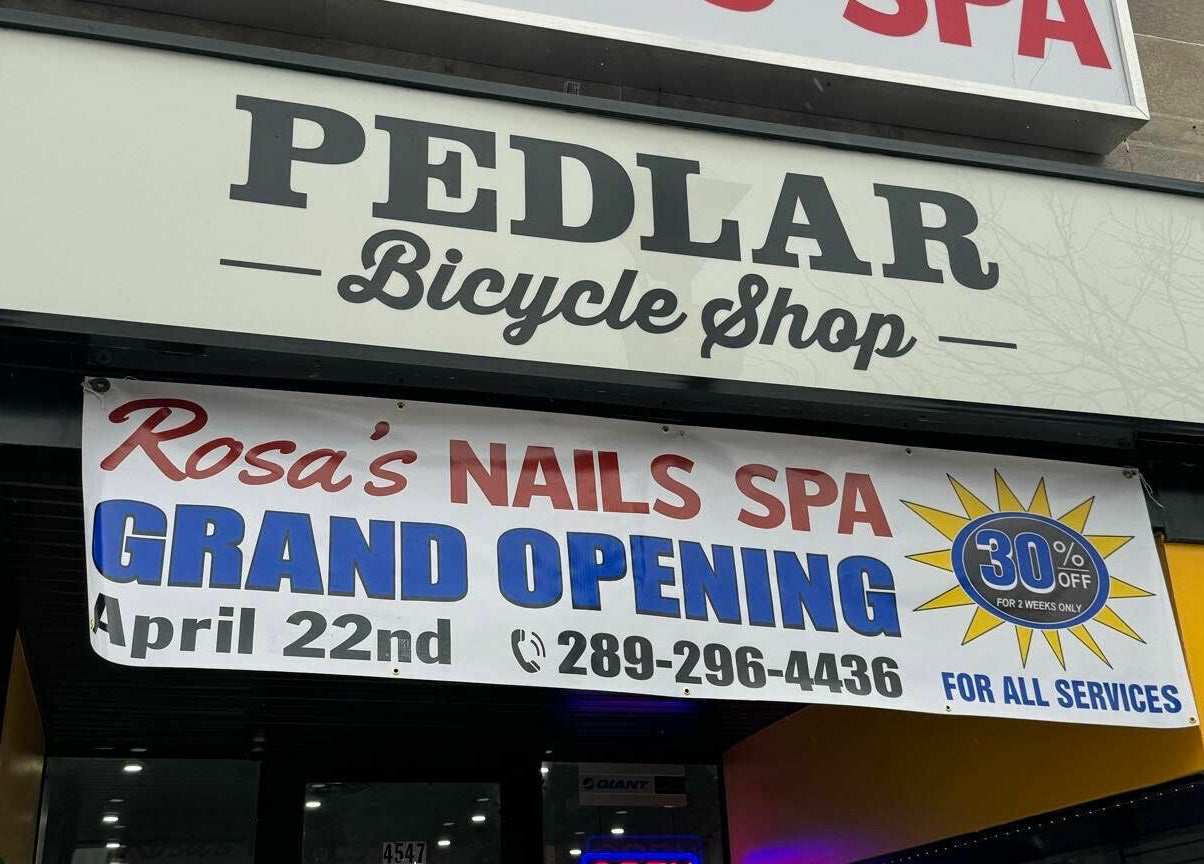 SPA
PEDLAR
Bicycle Shop
Rosa's NAILS SPA
GRAND OPENING
April 22nd
289-296-4436
30% OFF
FOR 2 WEEKS ONLY
FOR ALL SERVICES
GIANT
4547